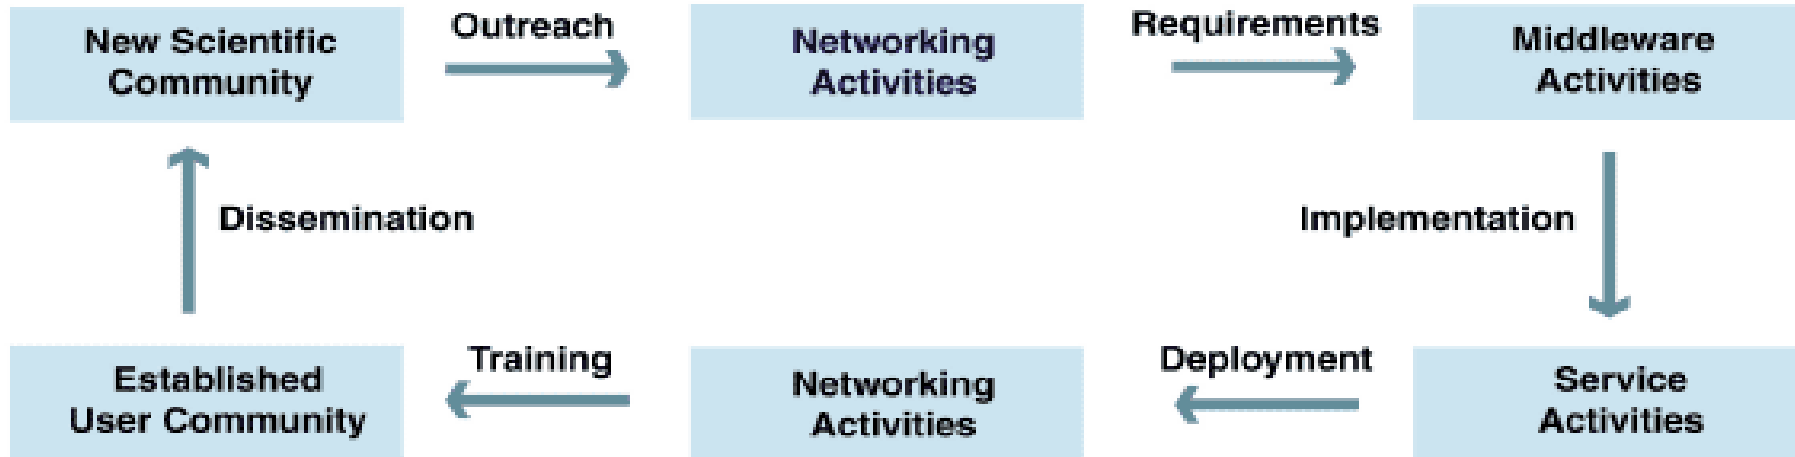 New Scientific
Community
Outreach
Networking
Activities
Requirements
Middleware
Activities
Dissemination
Implementation
Established
User Community
Training
Networking
Activities
Deployment
Service
Activities